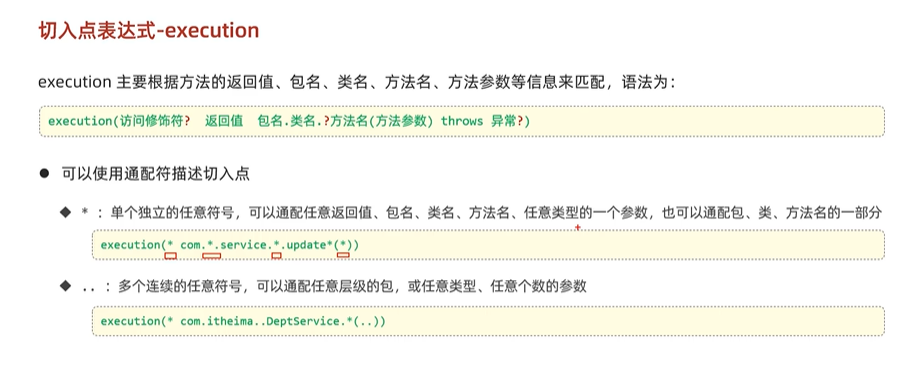 切入点表达式-execution
execution 主要根据方法的返回值、包名、类名、方法名、方法参数等信息来匹配，语法为：
execution(访问修饰符?  返回值  包名.类名.?方法名(方法参数) throws 异常?)
● 可以使用通配符描述切入点
◆ * ：单个独立的任意符号，可以通配任意返回值、包名、类名、方法名、任意类型的一个参数，也可以通配包、类、方法名的一部分
execution(* com.*.service.*.update*(*))
◆ .. ：多个连续的任意符号，可以通配任意层级的包，或任意类型、任意个数的参数
execution(* com.itheima..DeptService.*(..))